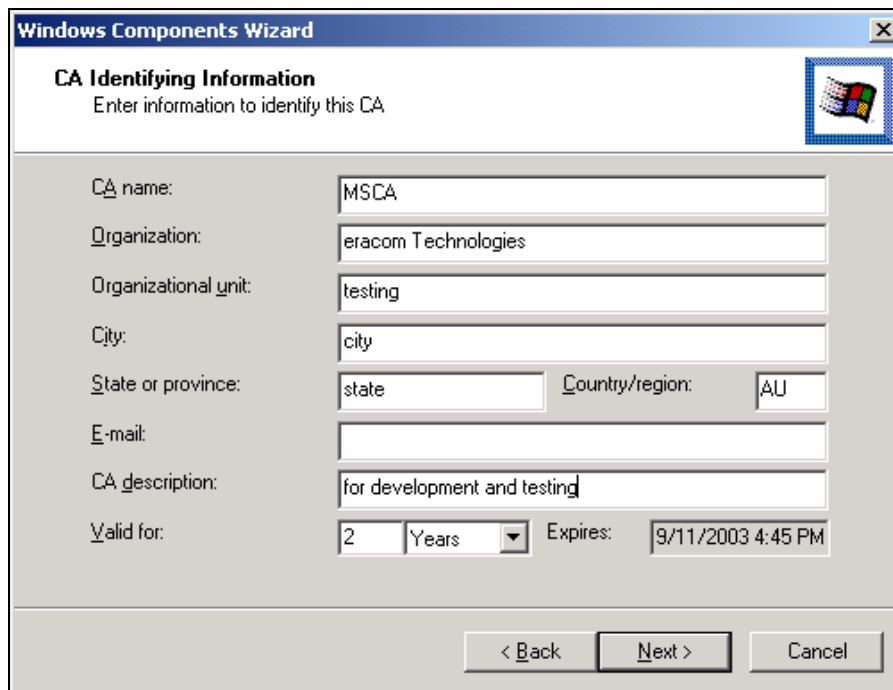 Windows Components Wizard
CA Identifying Information
Enter information to identify this CA
CA name: MSCA
Organization: eracom Technologies
Organizational unit: testing
City: city
State or province: state Country/region: AU
E-mail:
CA description: for development and testing
Valid for: 2 Years Expires: 9/11/2003 4:45 PM
< Back Next > Cancel